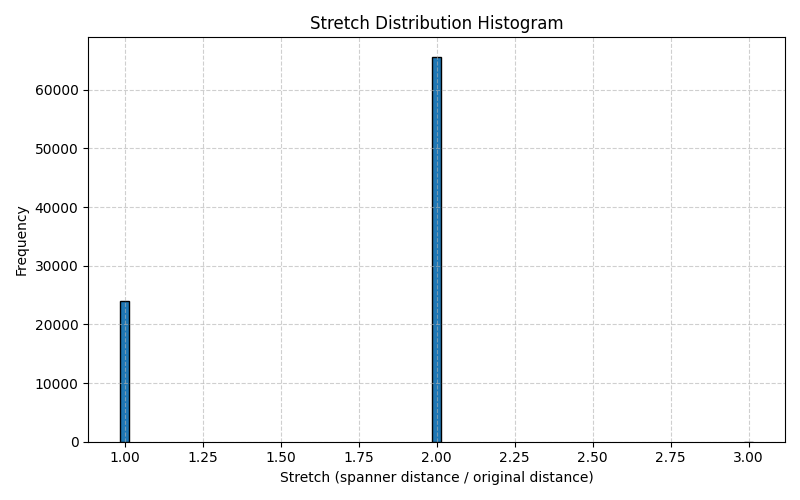 Stretch Distribution Histogram
Frequency
60000
50000
40000
30000
20000
10000
0
1.00 1.25 1.50 1.75 2.00 2.25 2.50 2.75 3.00
Stretch (spanner distance / original distance)